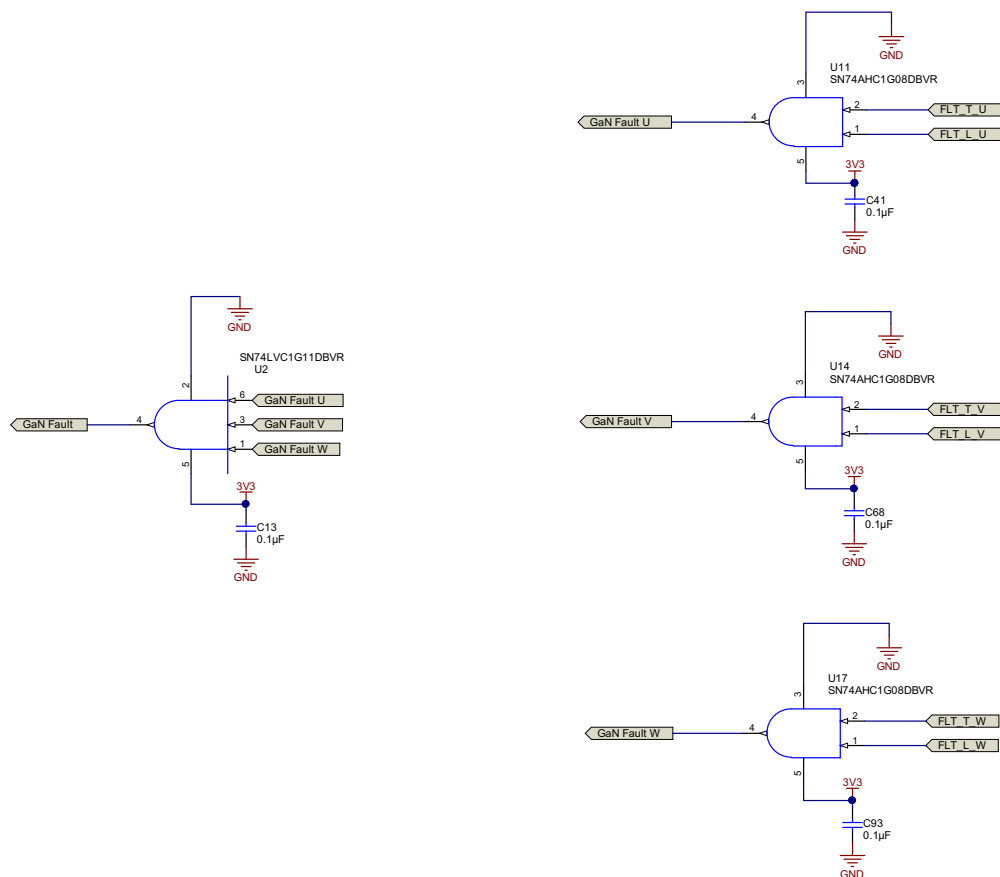 GND
U11
SN74AHC1G08DBVR
3
GaN Fault U
4
2
FLT_T_U
1
FLT_L_U
5
3V3
C41
0.1µF
GND
GND
SN74LVC1G11DBVR
U2
2
GaN Fault
4
6
GaN Fault U
3
GaN Fault V
1
GaN Fault W
5
3V3
C13
0.1µF
GND
GND
U14
SN74AHC1G08DBVR
3
GaN Fault V
4
2
FLT_T_V
1
FLT_L_V
5
3V3
C68
0.1µF
GND
GND
U17
SN74AHC1G08DBVR
3
GaN Fault W
4
2
FLT_T_W
1
FLT_L_W
5
3V3
C93
0.1µF
GND